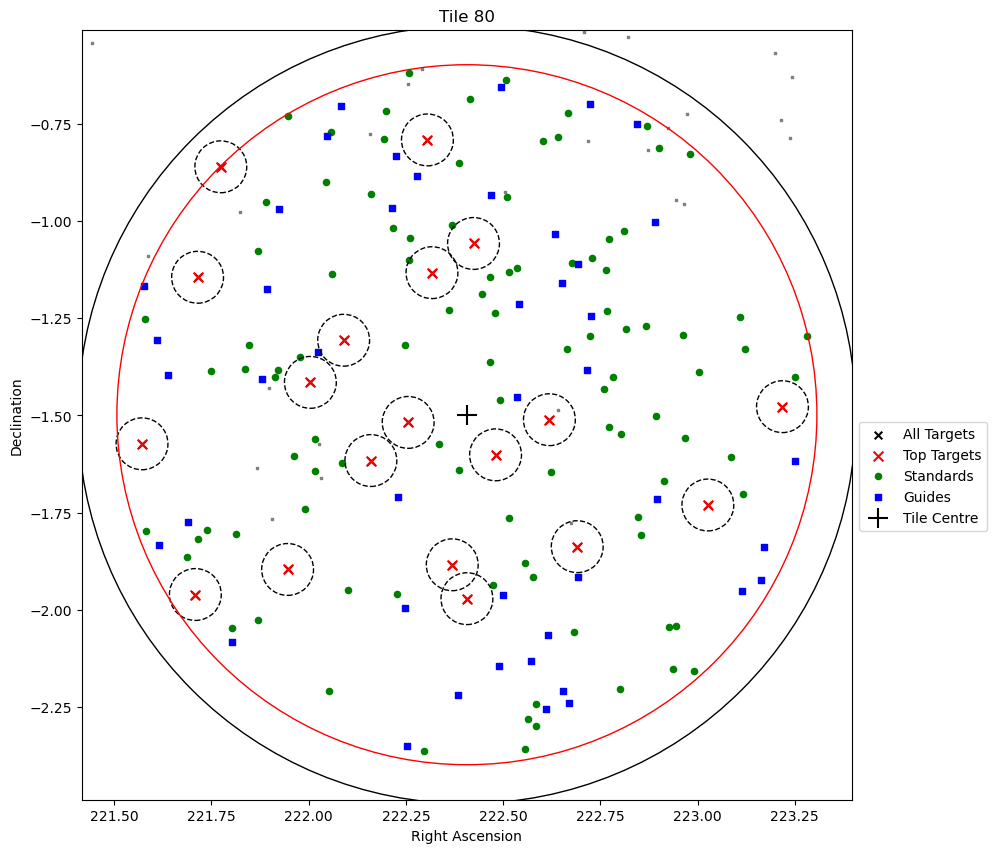 Tile 80
−0.75
−1.00
−1.25
−1.50
−1.75
−2.00
−2.25
Declination
221.50 221.75 222.00 222.25 222.50 222.75 223.00 223.25
Right Ascension
All Targets
Top Targets
Standards
Guides
Tile Centre